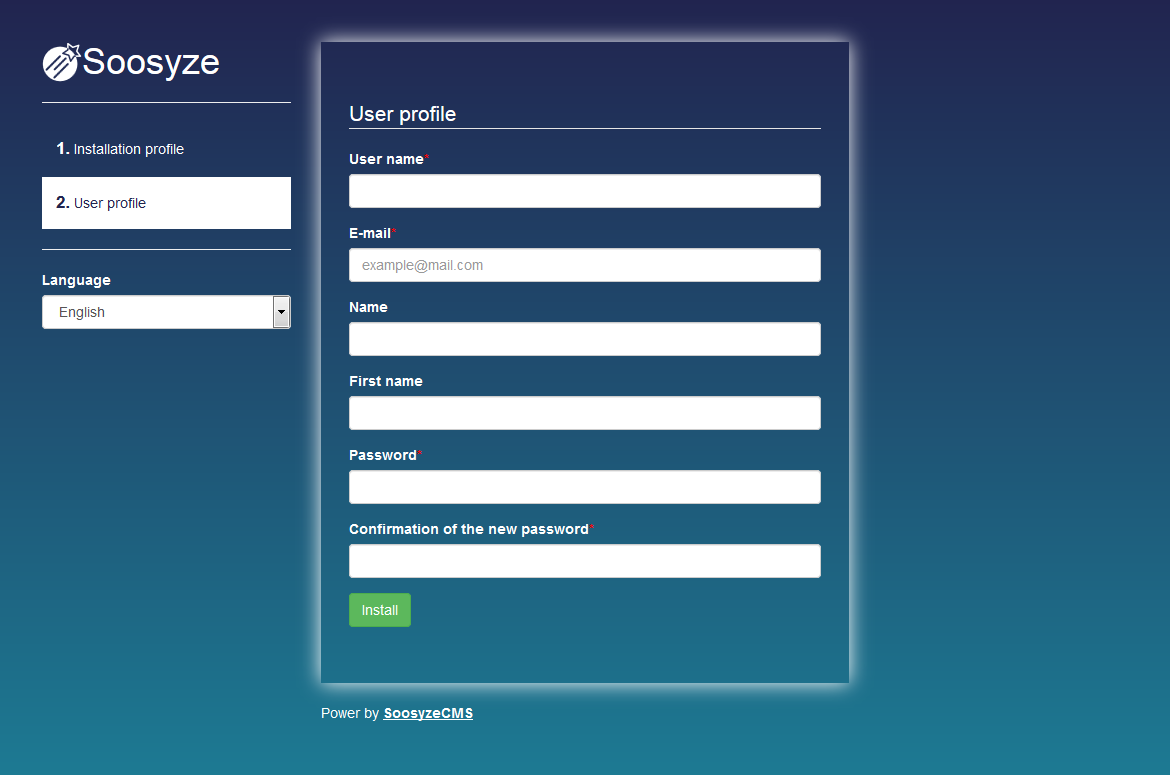 Soosyze
1. Installation profile
2. User profile
Language
English
User profile
User name*
E-mail*
example@mail.com
Name
First name
Password*
Confirmation of the new password*
Install
Power by SoosyzeCMS